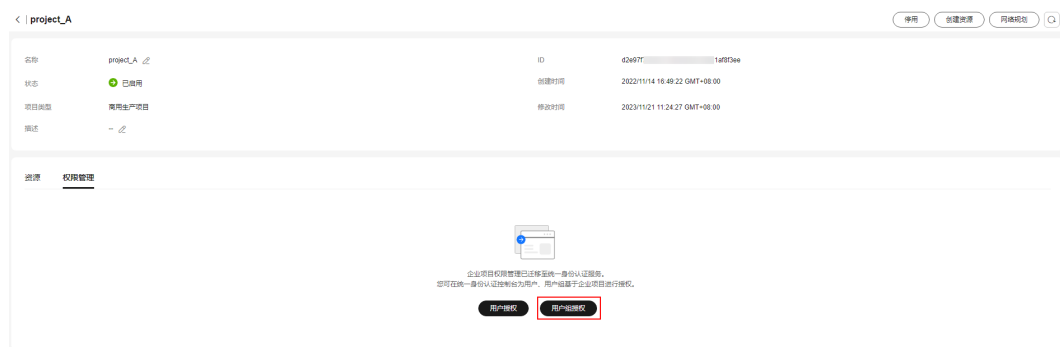 < | project_A 停用 创建资源 网络规划
名称 project_A ID d2e97f 1af8f3ee
状态 已启用 创建时间 2022/11/14 16:49:22 GMT+08:00
项目类型 商用生产项目 修改时间 2023/11/21 11:24:27 GMT+08:00
描述 --
资源 权限管理
企业项目权限管理已迁移至统一身份认证服务。
您可在统一身份认证控制台为用户、用户组基于企业项目进行授权。
用户授权 用户组授权